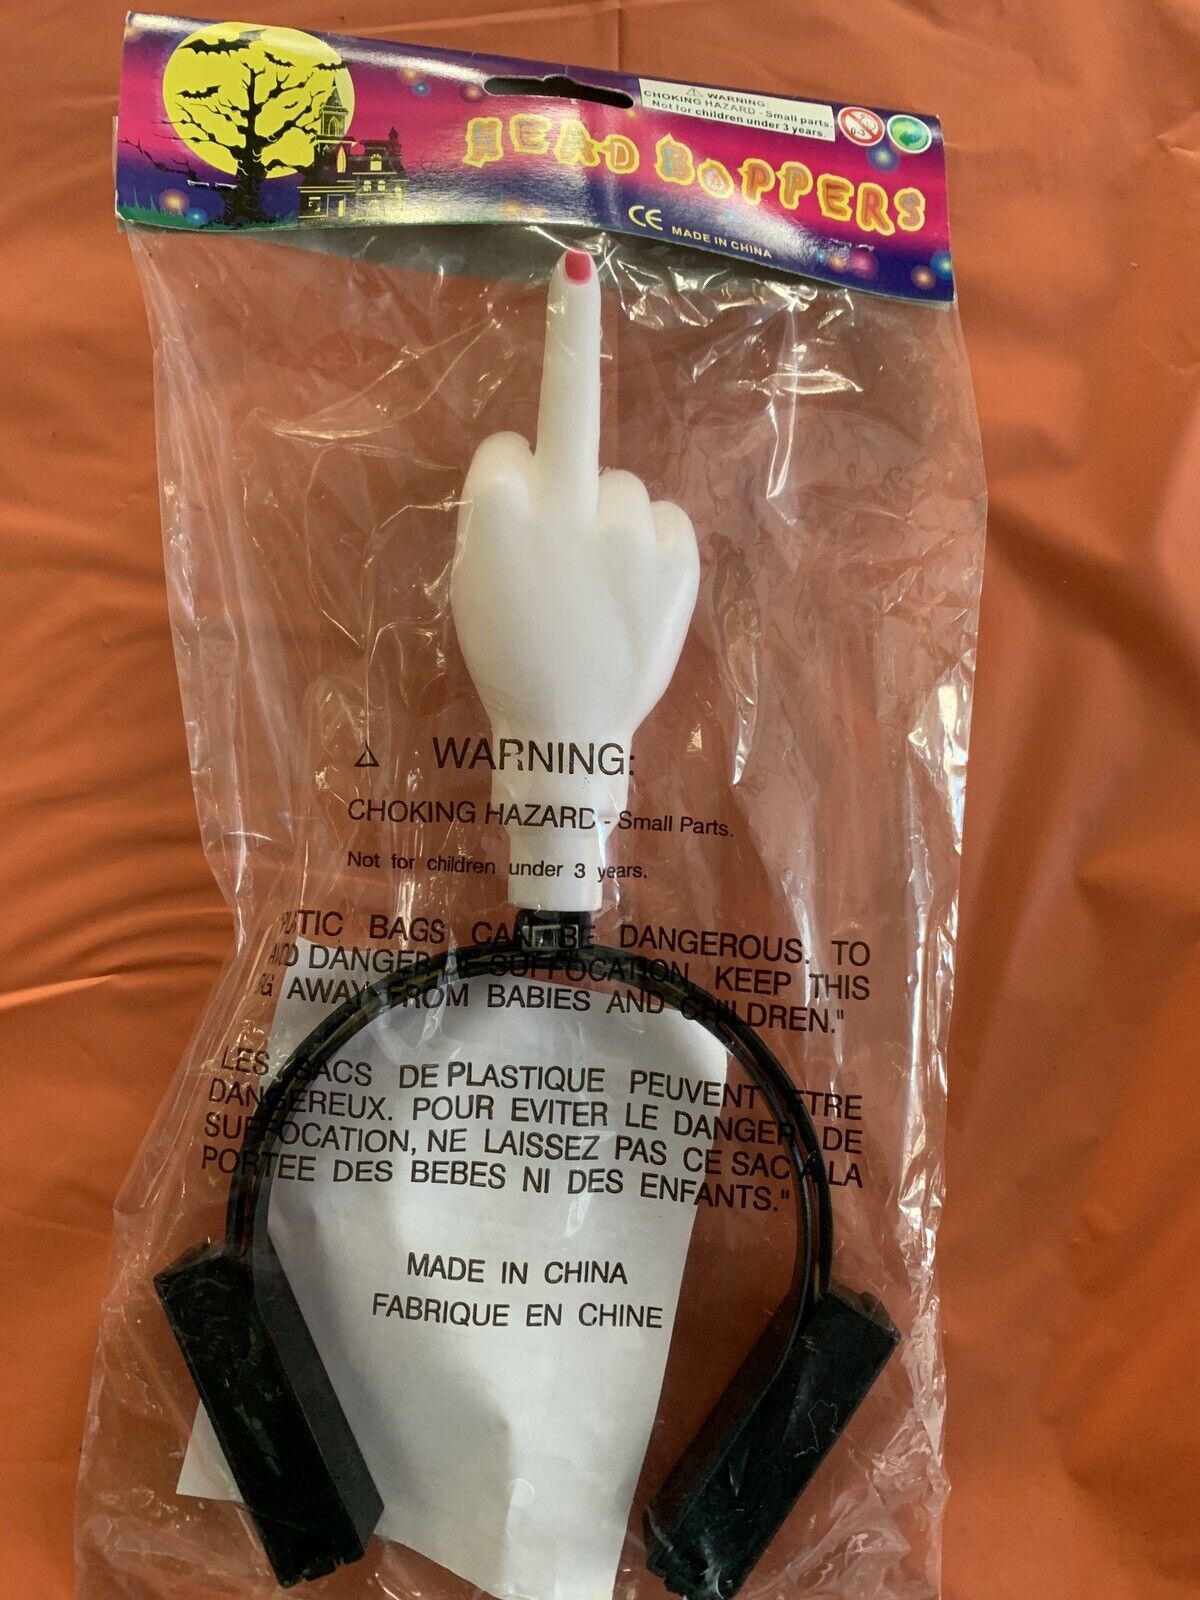 WARNING:
CHOKING HAZARD - Small parts.
Not for children under 3 years.
0-3
HEAD BOPPERS
CE MADE IN CHINA
WARNING:
CHOKING HAZARD - Small Parts.
Not for children under 3 years.
BAGS CAN BE DANGEROUS. TO
DANGER OF SUFFOCATION, KEEP THIS
AWAY FROM BABIES AND CHILDREN."
LES SACS DE PLASTIQUE PEUVENT ETRE
DANGEREUX. POUR EVITER LE DANGER DE
SUFFOCATION, NE LAISSEZ PAS CE SAC A LA
PORTEE DES BEBES NI DES ENFANTS."
MADE IN CHINA
FABRIQUE EN CHINE